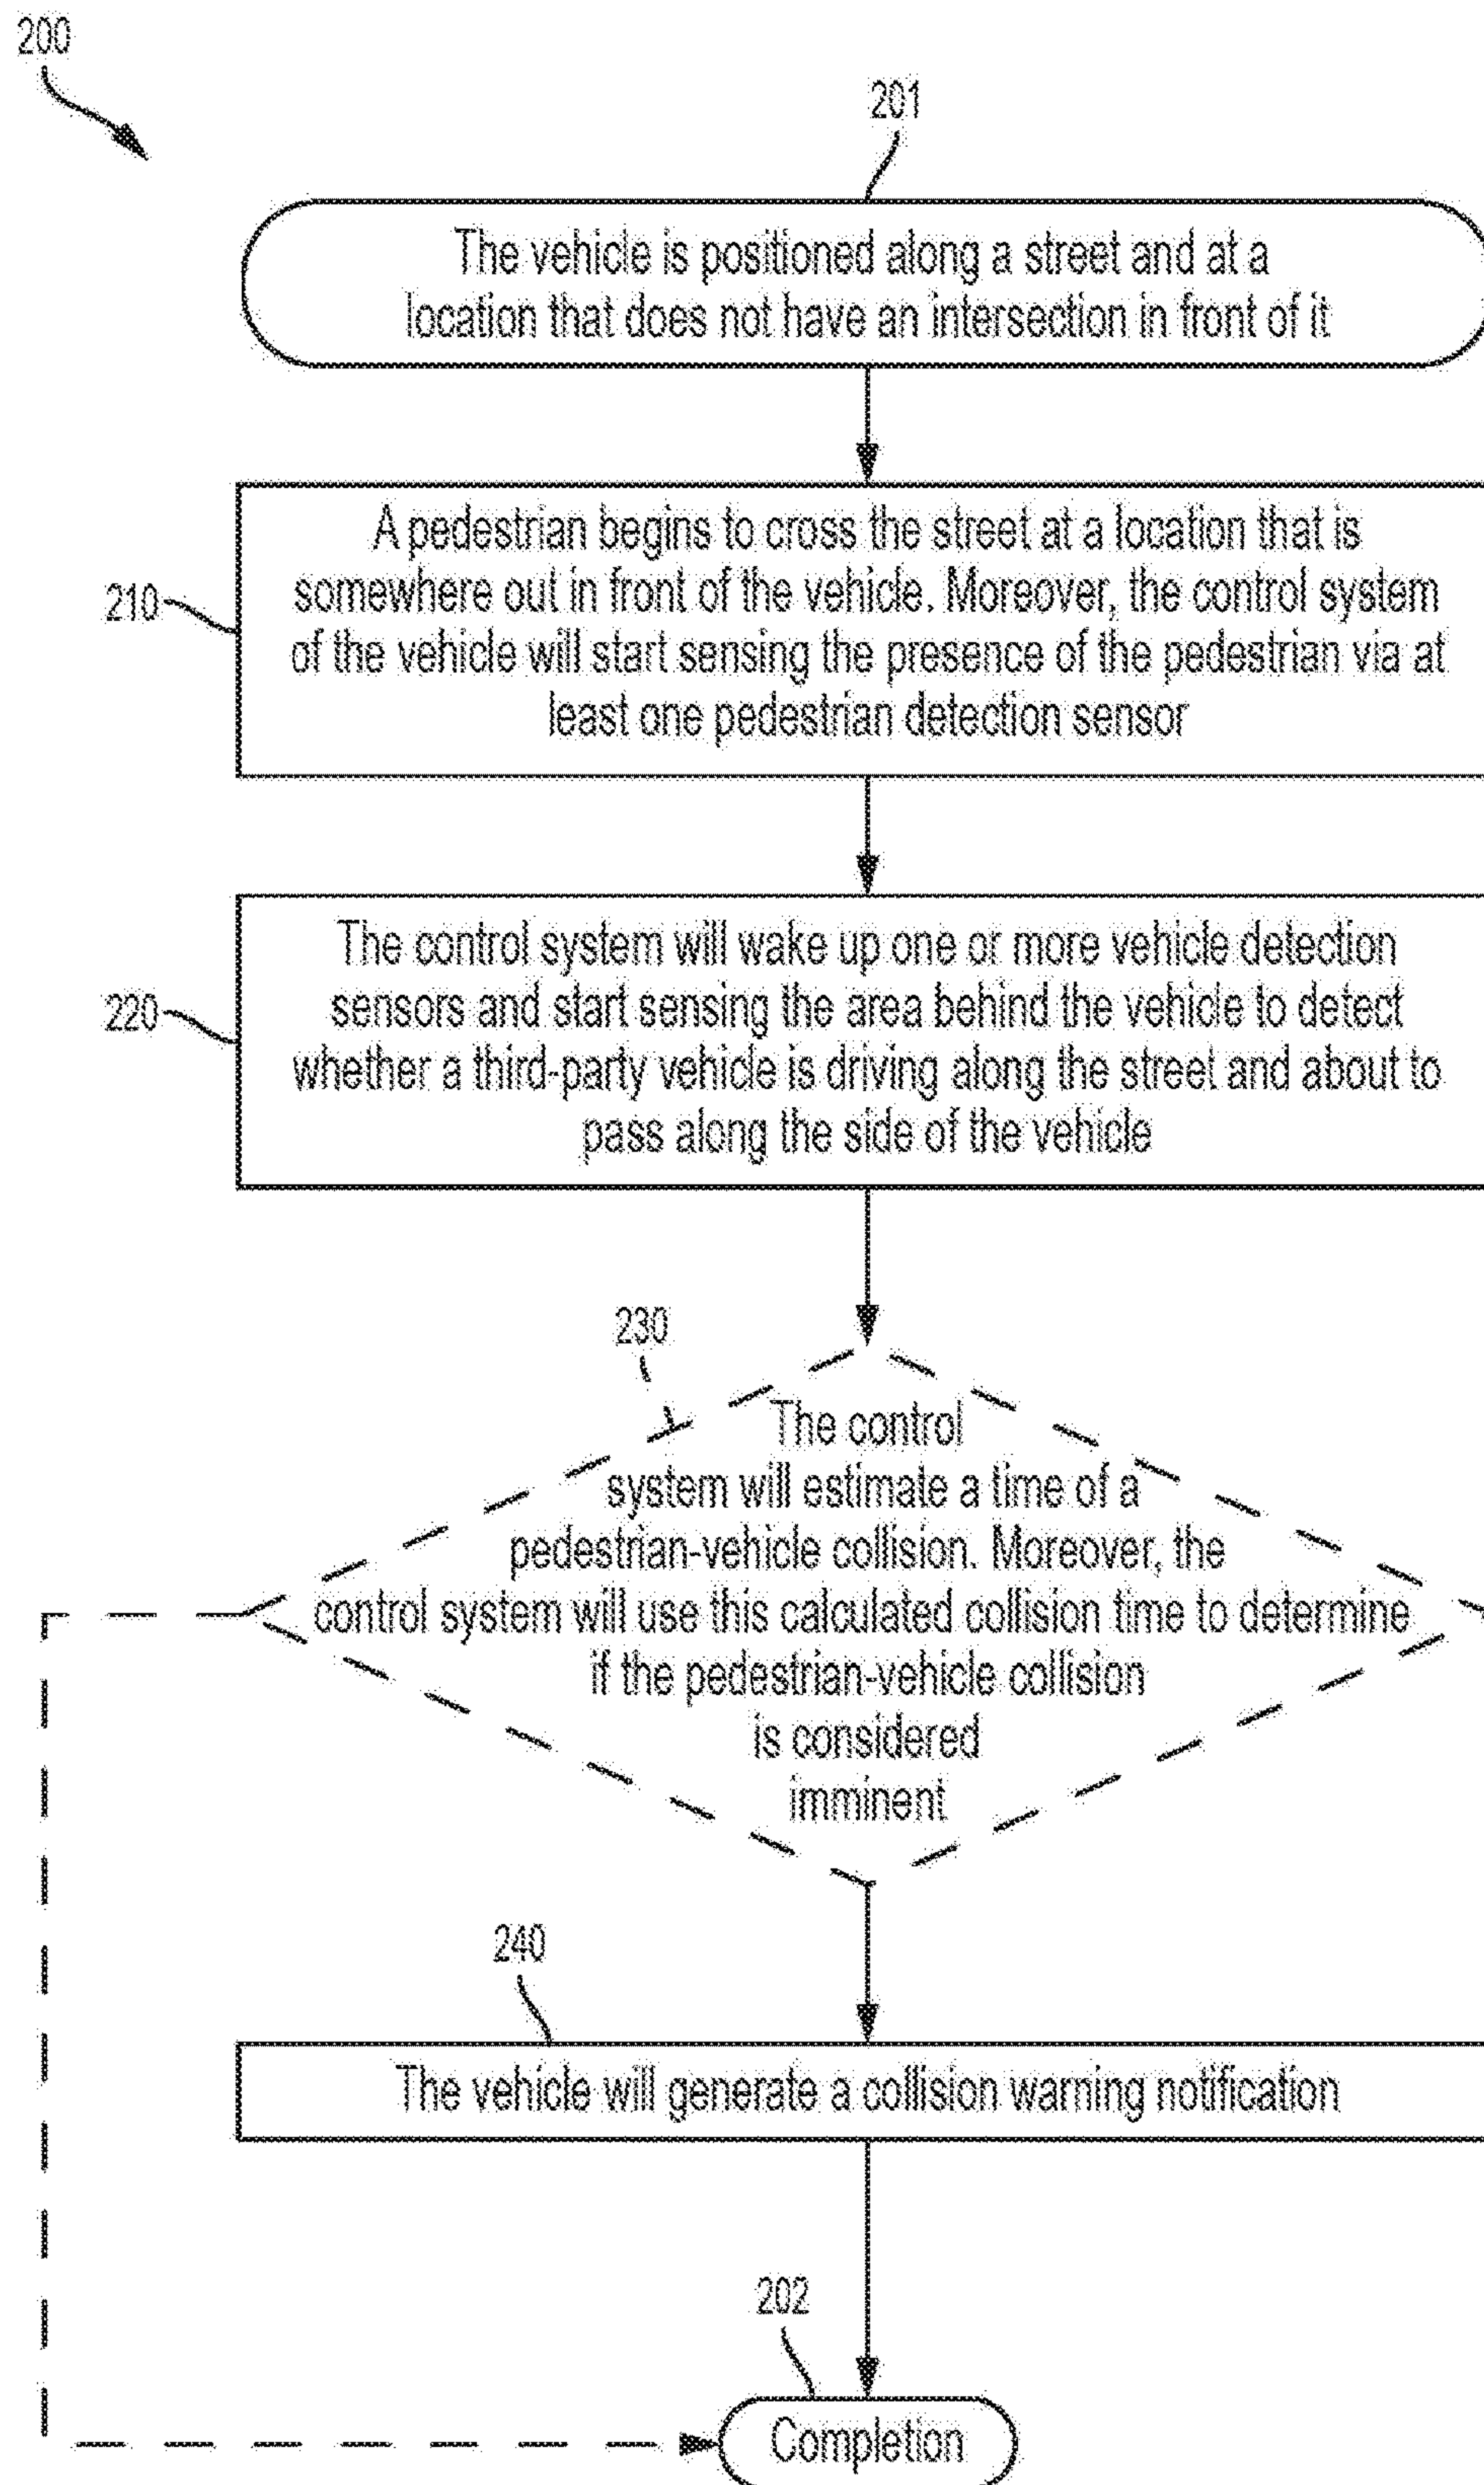 200
201
The vehicle is positioned along a street and at a
location that does not have an intersection in front of it
A pedestrian begins to cross the street at a location that is
somewhere out in front of the vehicle. Moreover, the control system
of the vehicle will start sensing the presence of the pedestrian via at
least one pedestrian detection sensor
210
The control system will wake up one or more vehicle detection
sensors and start sensing the area behind the vehicle to detect
whether a third-party vehicle is driving along the street and about to
pass along the side of the vehicle
220
230
The control
system will estimate a time of a
pedestrian-vehicle collision. Moreover, the
control system will use this calculated collision time to determine
if the pedestrian-vehicle collision
is considered
imminent
240
The vehicle will generate a collision warning notification
202
Completion